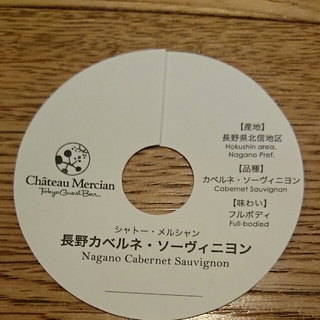 Château Mercian
Tokyo Guest Bar
【産地】
長野県北信地区
Hokushin area,
Nagano Pref.
【品種】
カベルネ・ソーヴィニヨン
Cabernet Sauvignon
【味わい】
フルボディ
Full-bodied
シャトー・メルシャン
長野カベルネ・ソーヴィニヨン
Nagano Cabernet Sauvignon